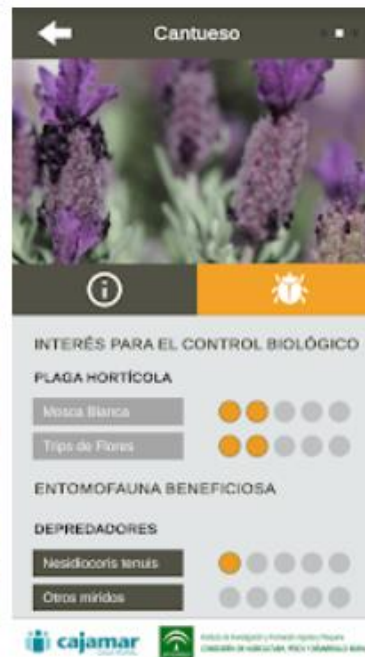 Cantueso
INTERÉS PARA EL CONTROL BIOLÓGICO
PLAGA HORTÍCOLA
Mosca Blanca
Trips de Flores
ENTOMOFAUNA BENEFICIOSA
DEPREDADORES
Nesidiocoris tenuis
Otros míridos
cajamar